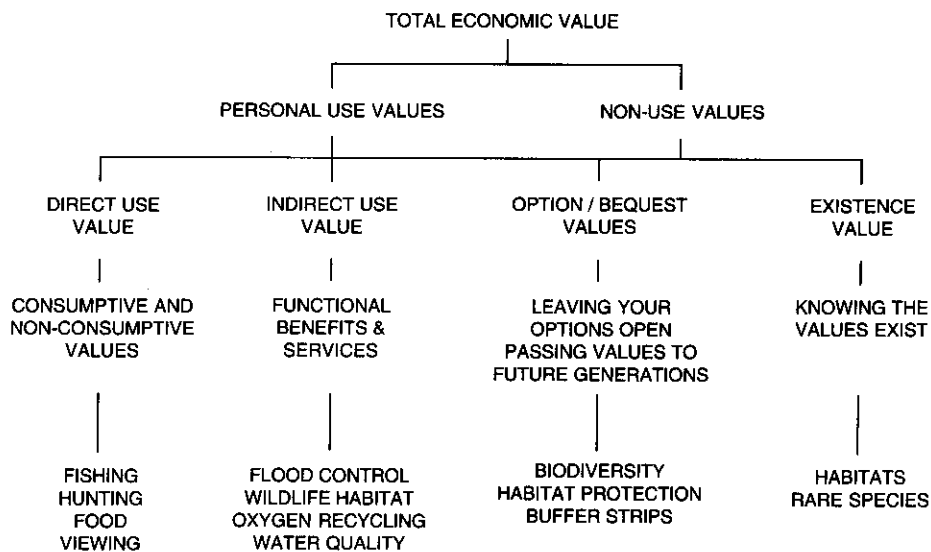 TOTAL ECONOMIC VALUE
PERSONAL USE VALUES
NON-USE VALUES
DIRECT USE
VALUE
INDIRECT USE
VALUE
OPTION / BEQUEST
VALUES
EXISTENCE
VALUE
CONSUMPTIVE AND
NON-CONSUMPTIVE
VALUES
FUNCTIONAL
BENEFITS &
SERVICES
LEAVING YOUR
OPTIONS OPEN
PASSING VALUES TO
FUTURE GENERATIONS
KNOWING THE
VALUES EXIST
FISHING
HUNTING
FOOD
VIEWING
FLOOD CONTROL
WILDLIFE HABITAT
OXYGEN RECYCLING
WATER QUALITY
BIODIVERSITY
HABITAT PROTECTION
BUFFER STRIPS
HABITATS
RARE SPECIES